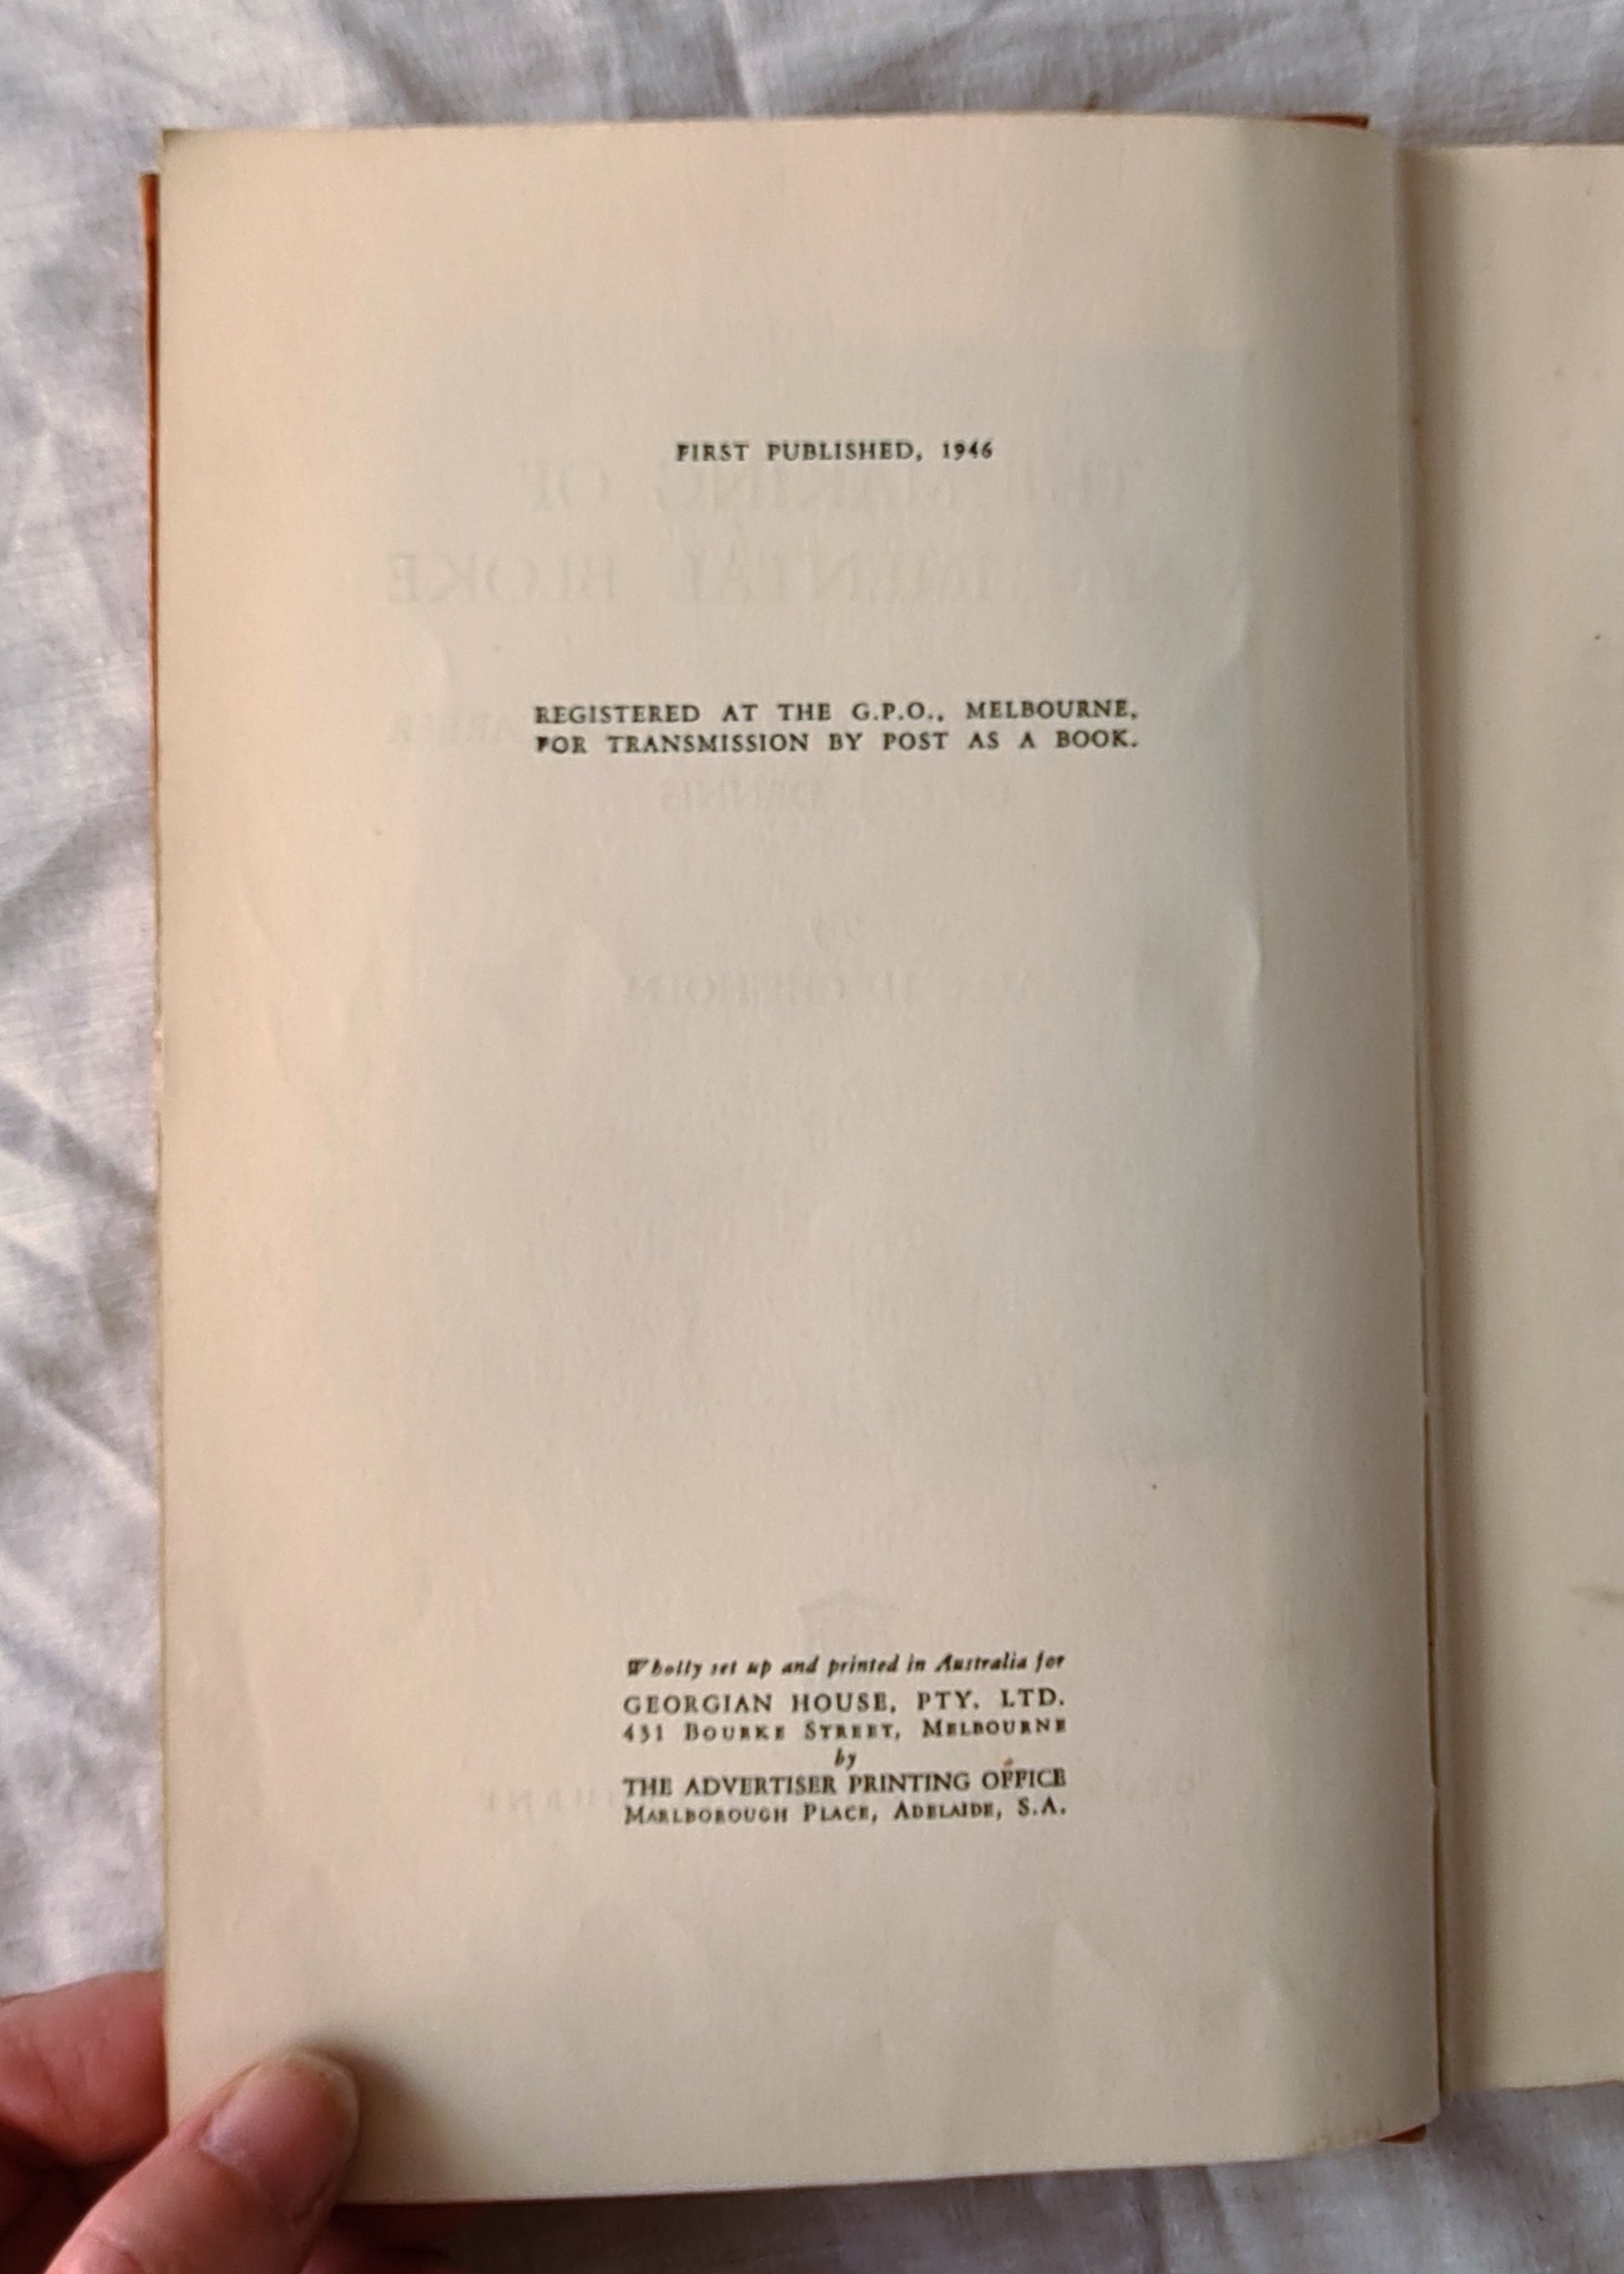 FIRST PUBLISHED, 1946
REGISTERED AT THE G.P.O., MELBOURNE,
FOR TRANSMISSION BY POST AS A BOOK.
Wholly set up and printed in Australia for
GEORGIAN HOUSE, PTY. LTD.
431 BOURKE STREET, MELBOURNE
by
THE ADVERTISER PRINTING OFFICE
MARLBOROUGH PLACE, ADELAIDE, S.A.